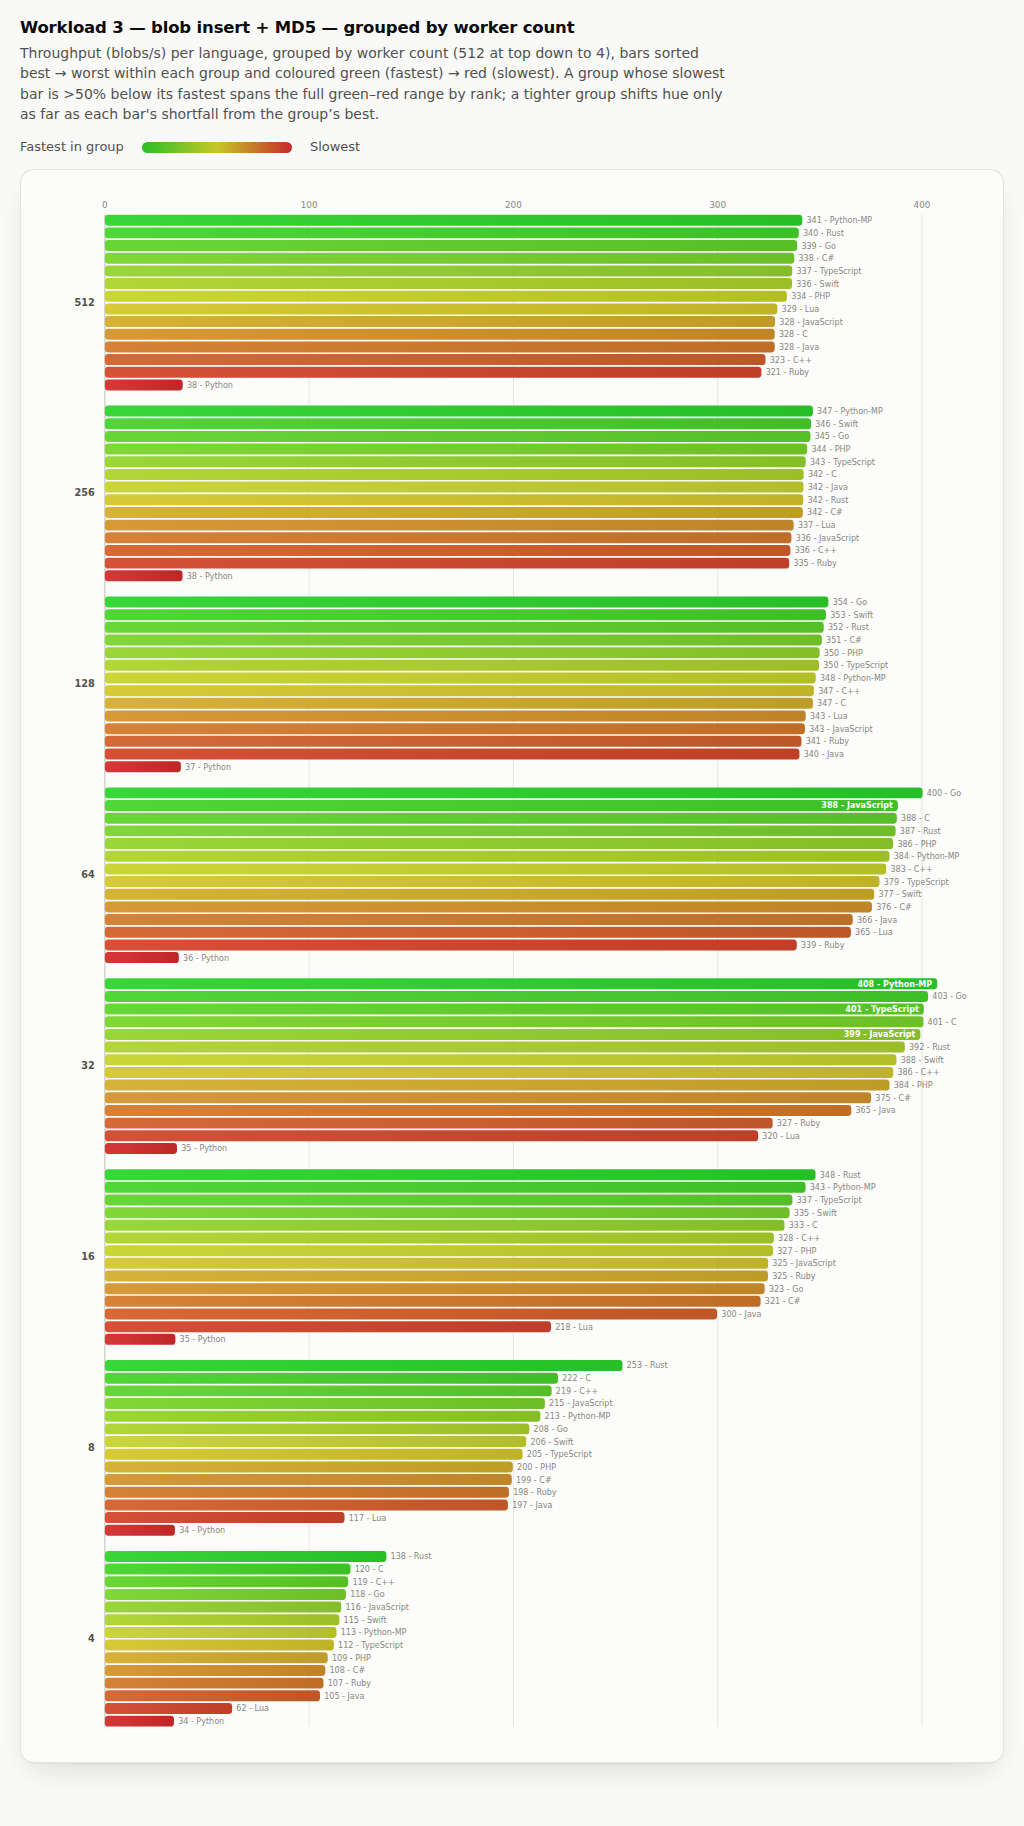 Workload 3 — blob insert + MD5 — grouped by worker count
Throughput (blobs/s) per language, grouped by worker count (512 at top down to 4), bars sorted
best → worst within each group and coloured green (fastest) → red (slowest). A group whose slowest
bar is >50% below its fastest spans the full green–red range by rank; a tighter group shifts hue only
as far as each bar's shortfall from the group’s best.
Fastest in group Slowest
0 100 200 300 400
512
341 - Python-MP
340 - Rust
339 - Go
338 - C#
337 - TypeScript
336 - Swift
334 - PHP
329 - Lua
328 - JavaScript
328 - C
328 - Java
323 - C++
321 - Ruby
38 - Python
256
347 - Python-MP
346 - Swift
345 - Go
344 - PHP
343 - TypeScript
342 - C
342 - Java
342 - Rust
342 - C#
337 - Lua
336 - JavaScript
336 - C++
335 - Ruby
38 - Python
128
354 - Go
353 - Swift
352 - Rust
351 - C#
350 - PHP
350 - TypeScript
348 - Python-MP
347 - C++
347 - C
343 - Lua
343 - JavaScript
341 - Ruby
340 - Java
37 - Python
64
400 - Go
388 - JavaScript
388 - C
387 - Rust
386 - PHP
384 - Python-MP
383 - C++
379 - TypeScript
377 - Swift
376 - C#
366 - Java
365 - Lua
339 - Ruby
36 - Python
32
408 - Python-MP
403 - Go
401 - TypeScript
401 - C
399 - JavaScript
392 - Rust
388 - Swift
386 - C++
384 - PHP
375 - C#
365 - Java
327 - Ruby
320 - Lua
35 - Python
16
348 - Rust
343 - Python-MP
337 - TypeScript
335 - Swift
333 - C
328 - C++
327 - PHP
325 - JavaScript
325 - Ruby
323 - Go
321 - C#
300 - Java
218 - Lua
35 - Python
8
253 - Rust
222 - C
219 - C++
215 - JavaScript
213 - Python-MP
208 - Go
206 - Swift
205 - TypeScript
200 - PHP
199 - C#
198 - Ruby
197 - Java
117 - Lua
34 - Python
4
138 - Rust
120 - C
119 - C++
118 - Go
116 - JavaScript
115 - Swift
113 - Python-MP
112 - TypeScript
109 - PHP
108 - C#
107 - Ruby
105 - Java
62 - Lua
34 - Python